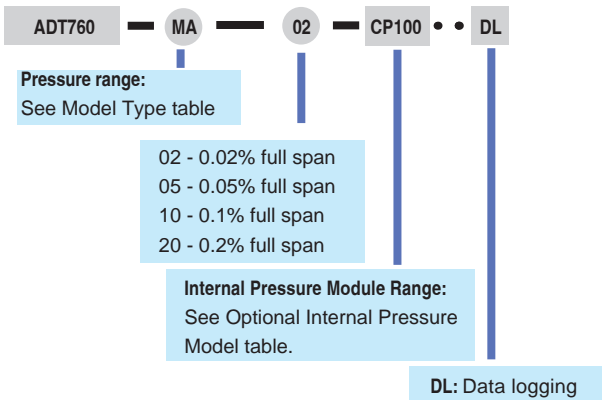 ADT760 — MA — 02 — CP100 • • DL
Pressure range:
See Model Type table
02 - 0.02% full span
05 - 0.05% full span
10 - 0.1% full span
20 - 0.2% full span
Internal Pressure Module Range:
See Optional Internal Pressure
Model table.
DL: Data logging